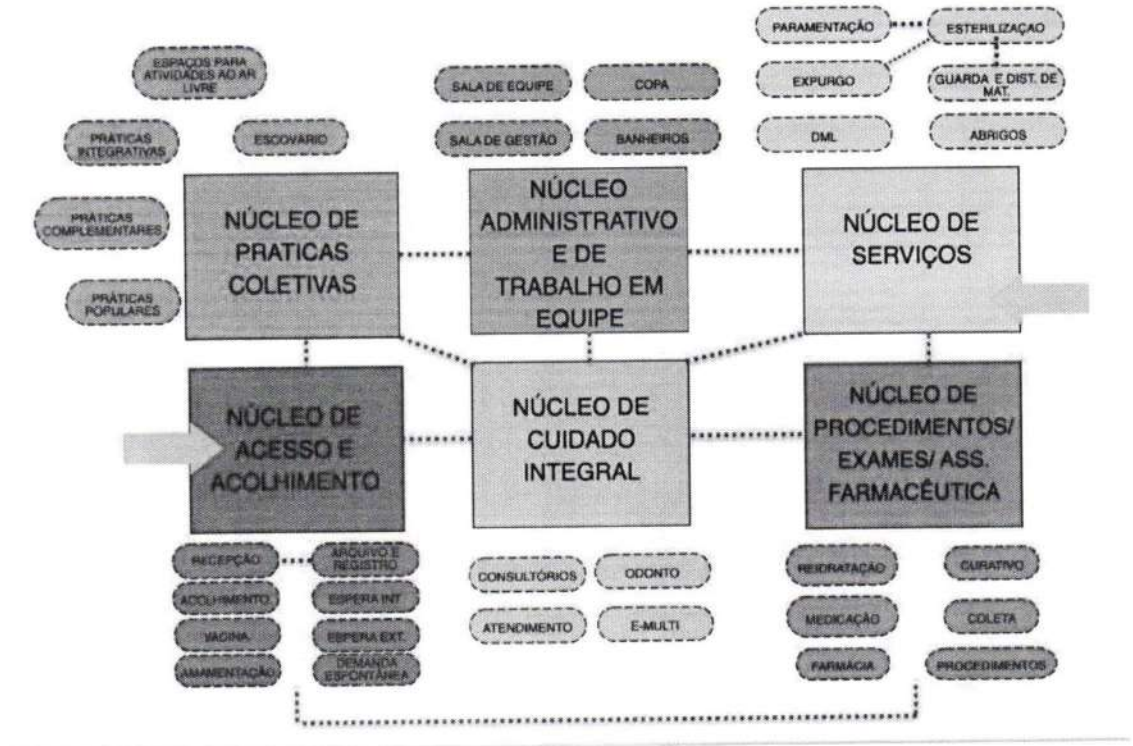 PARAMENTAÇÃO
ESTERILIZAÇAO
EXPURGO
GUARDA E DIST. DE
MAT.
DML
ABRIGOS
ESPAÇOS PARA
ATIVIDADES AO AR
LIVRE
PRÁTICAS
INTEGRATIVAS
ESCOVÁRIO
PRÁTICAS
COMPLEMENTARES
PRÁTICAS
POPULARES
SALA DE EQUIPE
COPA
SALA DE GESTÃO
BANHEIROS
NÚCLEO DE
PRATICAS
COLETIVAS
NÚCLEO
ADMINISTRATIVO
E DE
TRABALHO EM
EQUIPE
NÚCLEO DE
SERVIÇOS
NÚCLEO DE
ACESSO E
ACOLHIMENTO
NÚCLEO DE
CUIDADO
INTEGRAL
NÚCLEO DE
PROCEDIMENTOS/
EXAMES/ ASS.
FARMACÊUTICA
RECEPÇÃO
ARQUIVO E
REGISTRO
ACOLHIMENTO
ESPERA INT
VACINA
ESPERA EXT.
AMAMENTAÇÃO
DEMANDA
ESPONTÂNEA
CONSULTÓRIOS
ODONTO
ATENDIMENTO
E-MULTI
REIDRATAÇÃO
CURATIVO
MEDICAÇÃO
COLETA
FARMÁCIA
PROCEDIMENTOS